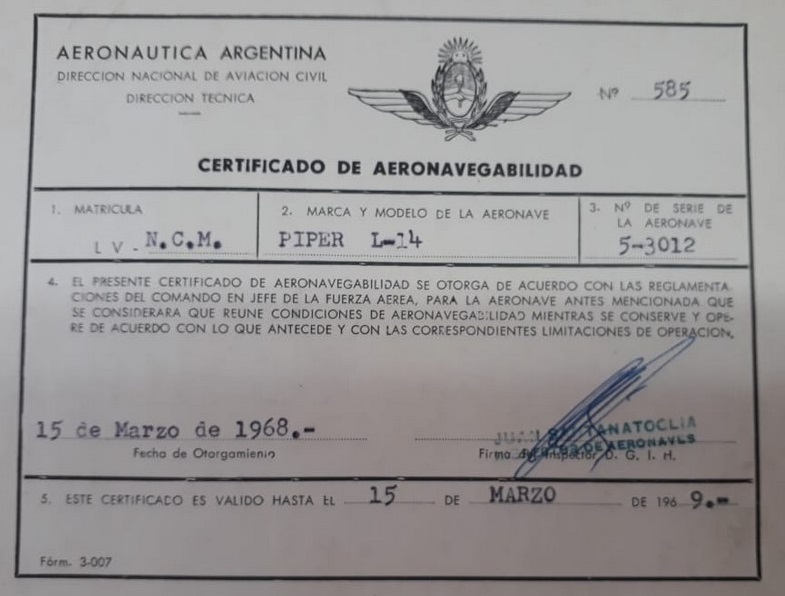 AERONAUTICA ARGENTINA
DIRECCION NACIONAL DE AVIACION CIVIL
DIRECCION TECNICA
Nº 585
CERTIFICADO DE AERONAVEGABILIDAD
1. MATRICULA
LV. N.C.M.
2. MARCA Y MODELO DE LA AERONAVE
PIPER L-14
3. Nº DE SERIE DE
LA AERONAVE
5-3012
4. EL PRESENTE CERTIFICADO DE AERONAVEGABILIDAD SE OTORGA DE ACUERDO CON LAS REGLAMENTA-
CIONES DEL COMANDO EN JEFE DE LA FUERZA AEREA, PARA LA AERONAVE ANTES MENCIONADA QUE
SE CONSIDERARA QUE REUNE CONDICIONES DE AERONAVEGABILIDAD MIENTRAS SE CONSERVE Y OPE-
RE DE ACUERDO CON LO QUE ANTECEDE Y CON LAS CORRESPONDIENTES LIMITACIONES DE OPERACION.
15 de Marzo de 1968.-
Fecha de Otorgamiento
JUAN
DE AERONAVES
Firma del Inspector D. G. I. H.
5. ESTE CERTIFICADO ES VALIDO HASTA EL 15 DE MARZO DE 196 9.-
Fórm. 3-007